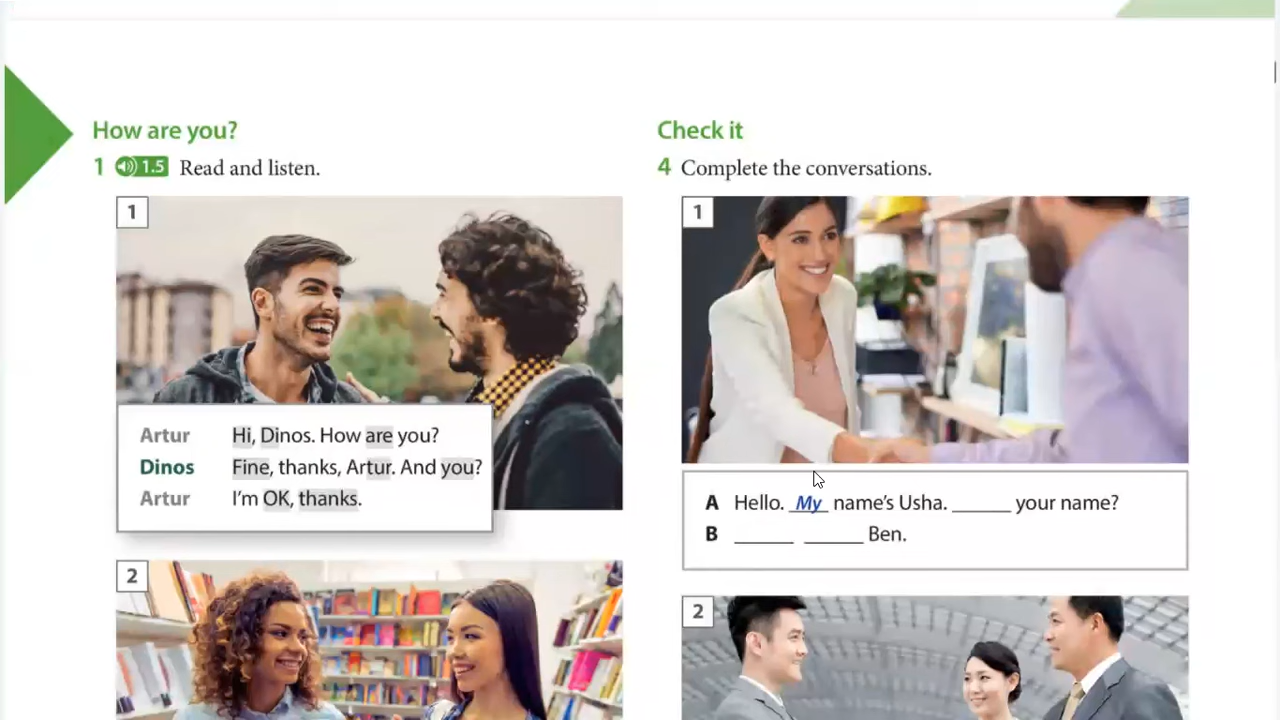 How are you?
1 1.5 Read and listen.
1
Artur Hi, Dinos. How are you?
Dinos Fine, thanks, Artur. And you?
Artur I'm OK, thanks.
2
Check it
4 Complete the conversations.
1
A Hello. My name's Usha. ______ your name?
B ______ ______ Ben.
2